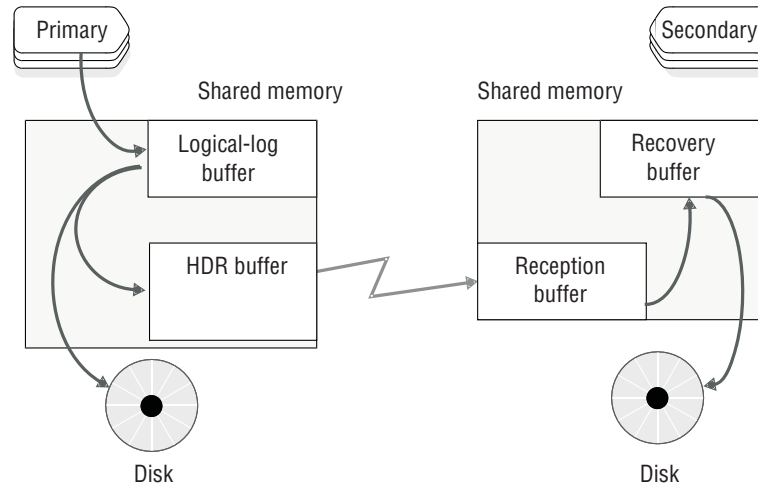 Primary
Secondary
Shared memory
Shared memory
Logical-log
buffer
Recovery
buffer
HDR buffer
Reception
buffer
Disk
Disk